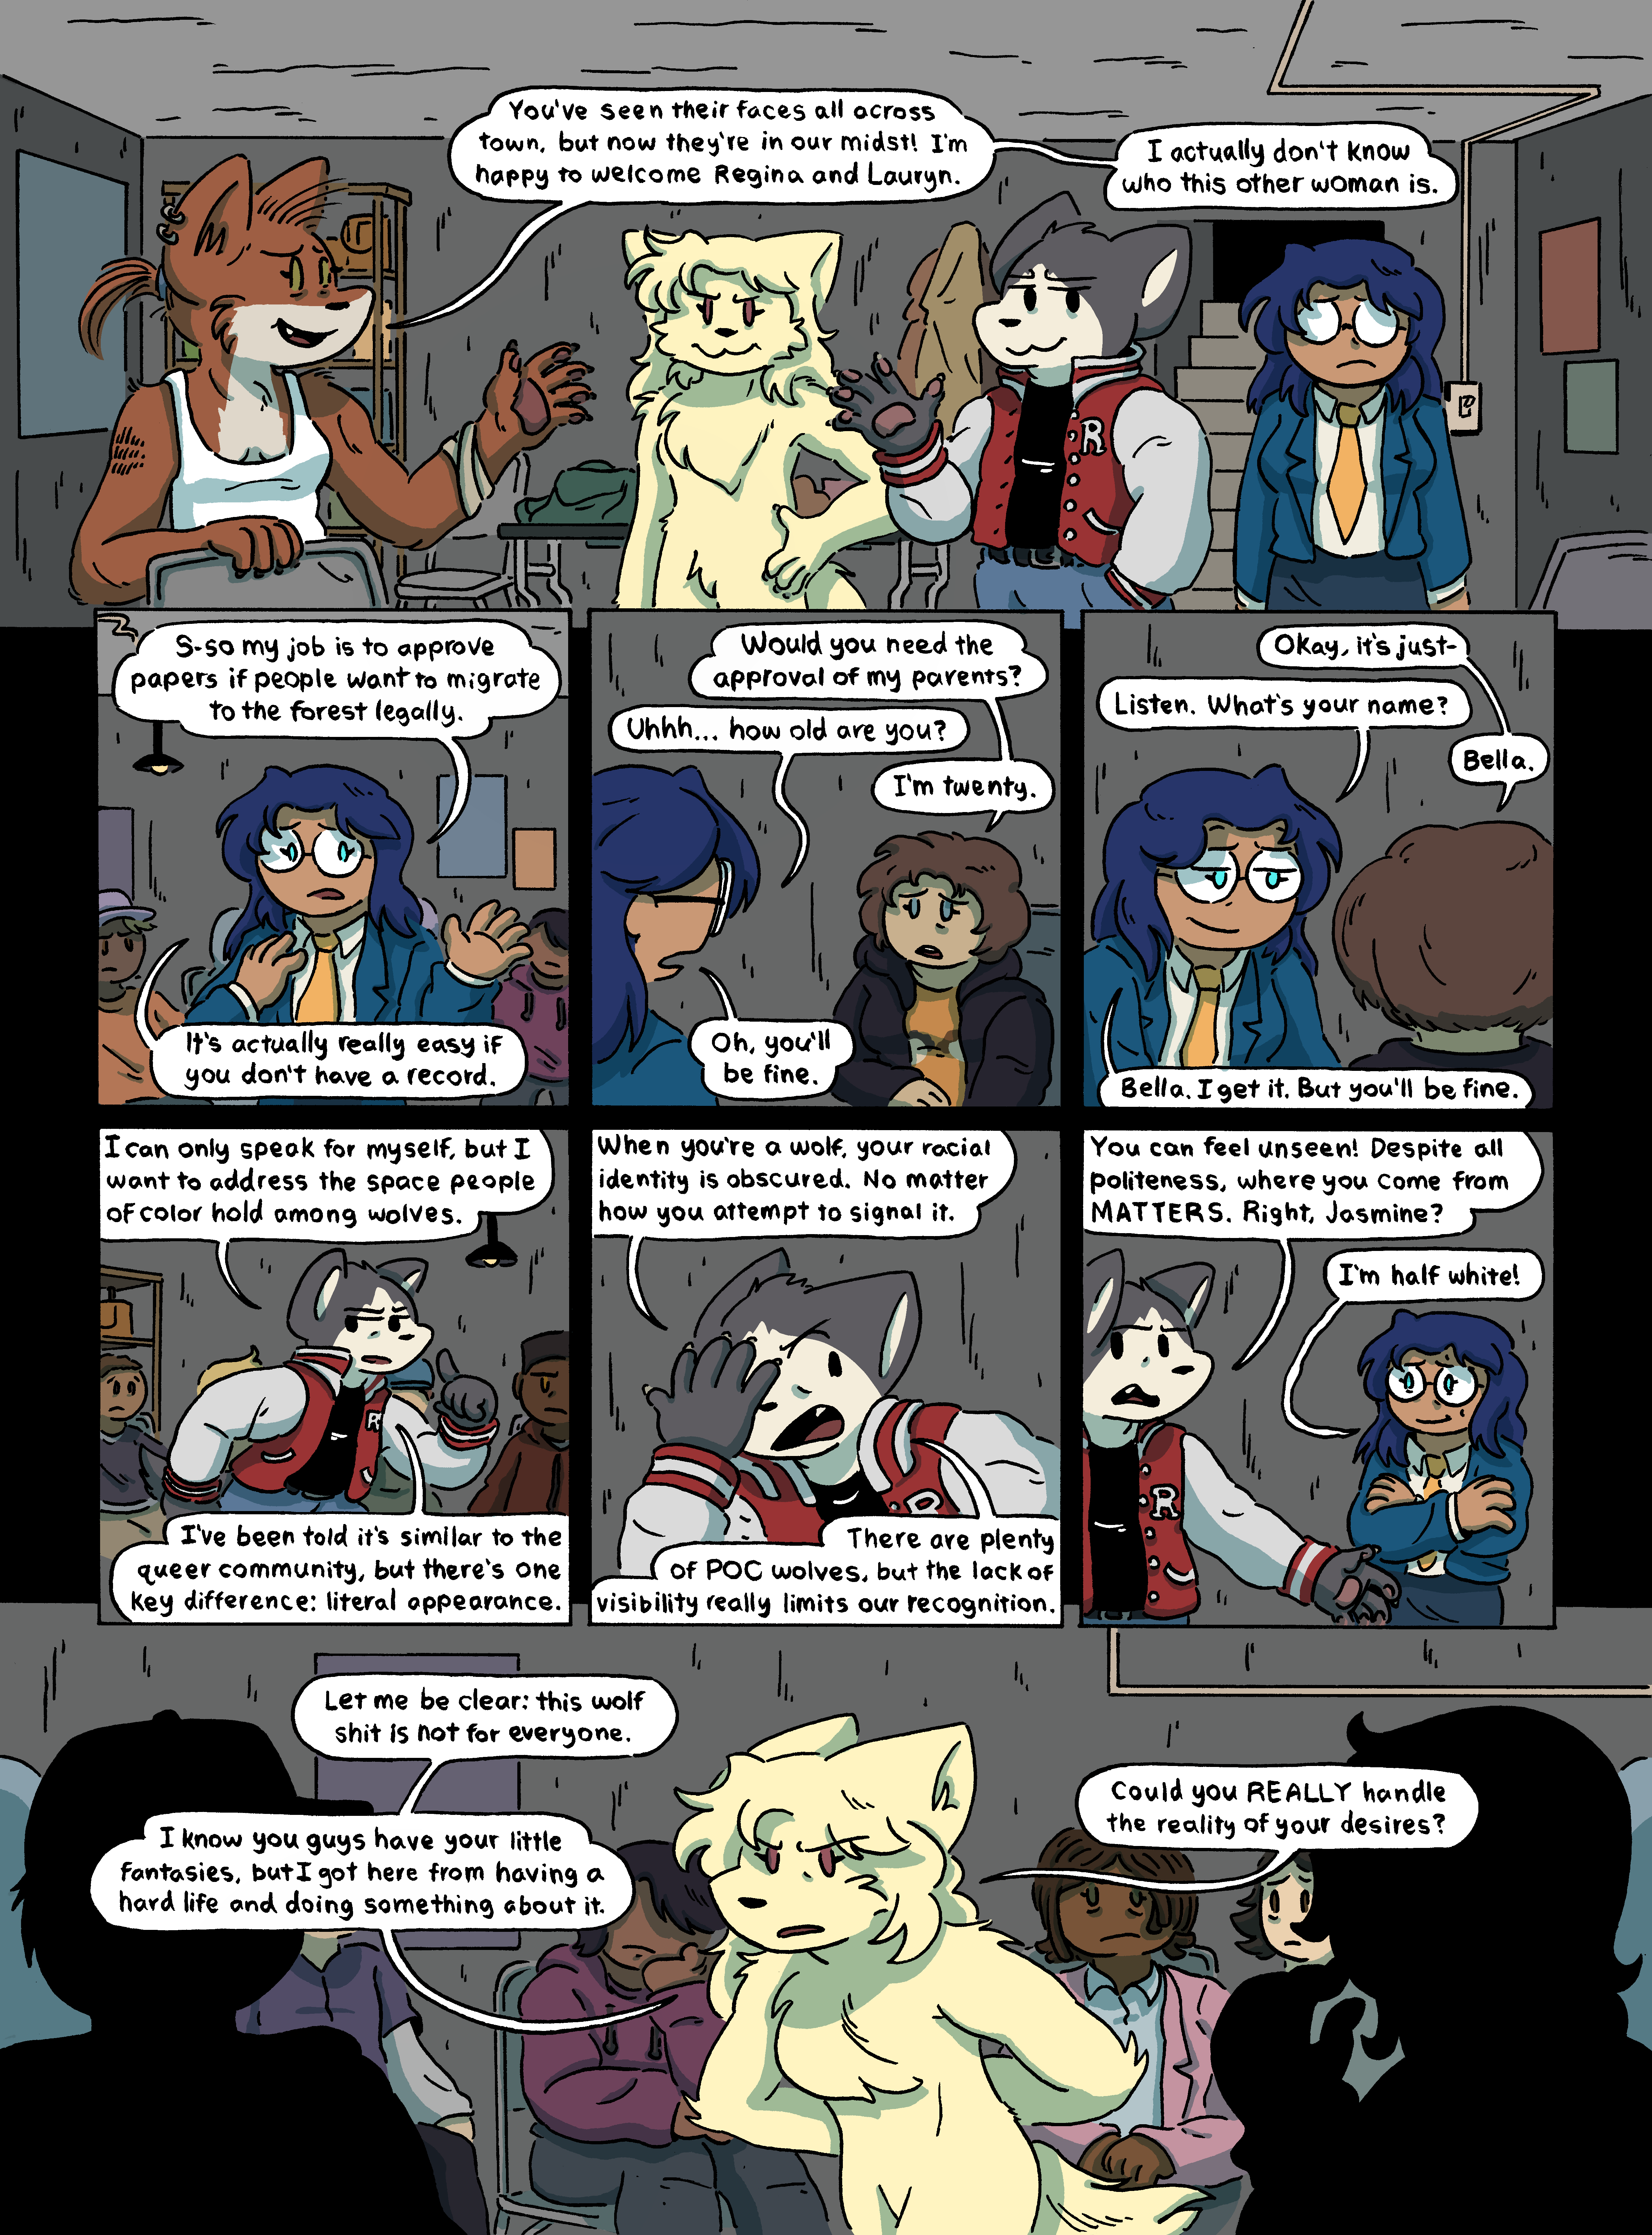 You've seen their faces all across
town, but now they're in our midst! I'm
happy to welcome Regina and Lauryn.
I actually don't know
who this other woman is.
R
S-so my job is to approve
papers if people want to migrate
to the forest legally.
It's actually really easy if
you don't have a record.
Would you need the
approval of my parents?
Uhhh... how old are you?
I'm twenty.
Oh, you'll
be fine.
Okay, it's just-
Listen. What's your name?
Bella.
Bella. I get it. But you'll be fine.
I can only speak for myself, but I
want to address the space people
of color hold among wolves.
R
I've been told it's similar to the
queer community, but there's one
key difference: literal appearance.
When you're a wolf, your racial
identity is obscured. No matter
how you attempt to signal it.
R
There are plenty
of POC wolves, but the lack of
visibility really limits our recognition.
You can feel unseen! Despite all
politeness, where you come from
MATTERS. Right, Jasmine?
I'm half white!
R
Let me be clear: this wolf
shit is not for everyone.
I know you guys have your little
fantasies, but I got here from having a
hard life and doing something about it.
Could you REALLY handle
the reality of your desires?